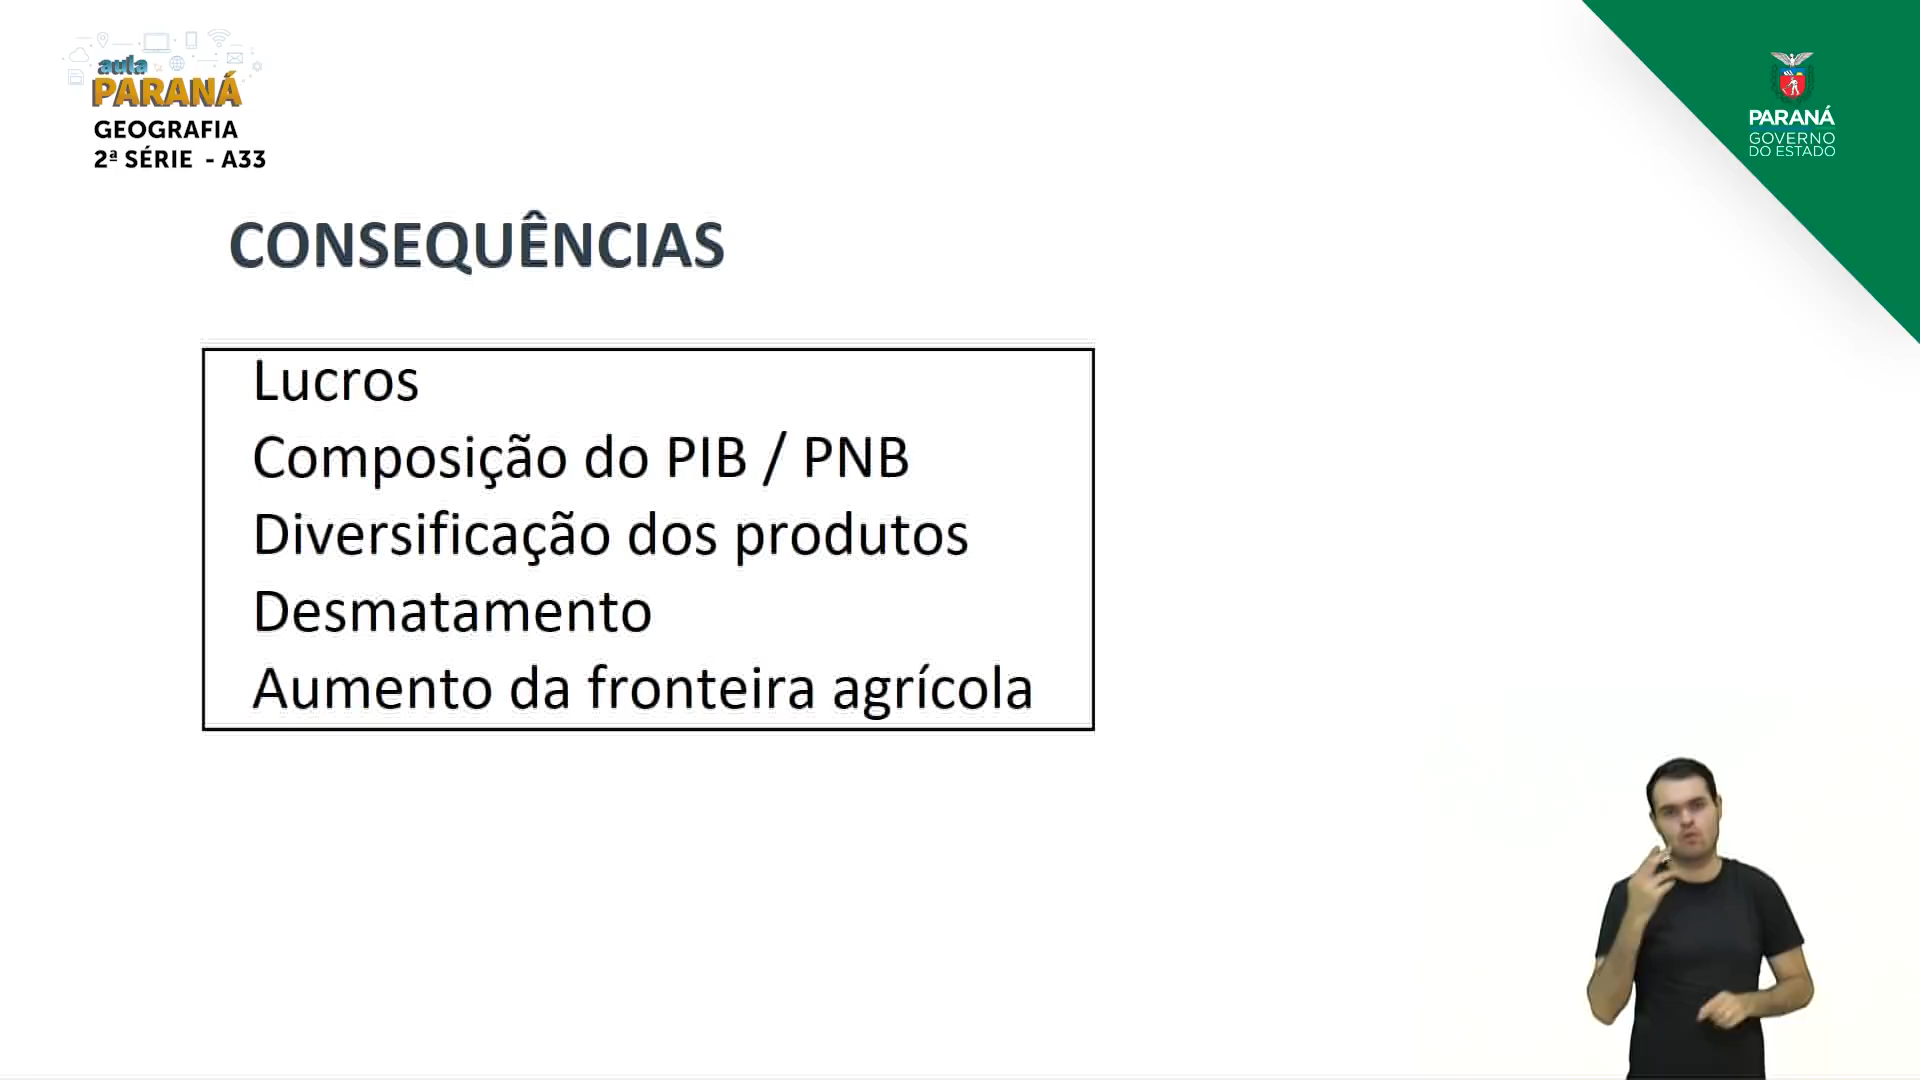 aula
PARANÁ
GEOGRAFIA
2ª SÉRIE - A33
PARANÁ
GOVERNO
DO ESTADO
CONSEQUÊNCIAS
Lucros
Composição do PIB / PNB
Diversificação dos produtos
Desmatamento
Aumento da fronteira agrícola